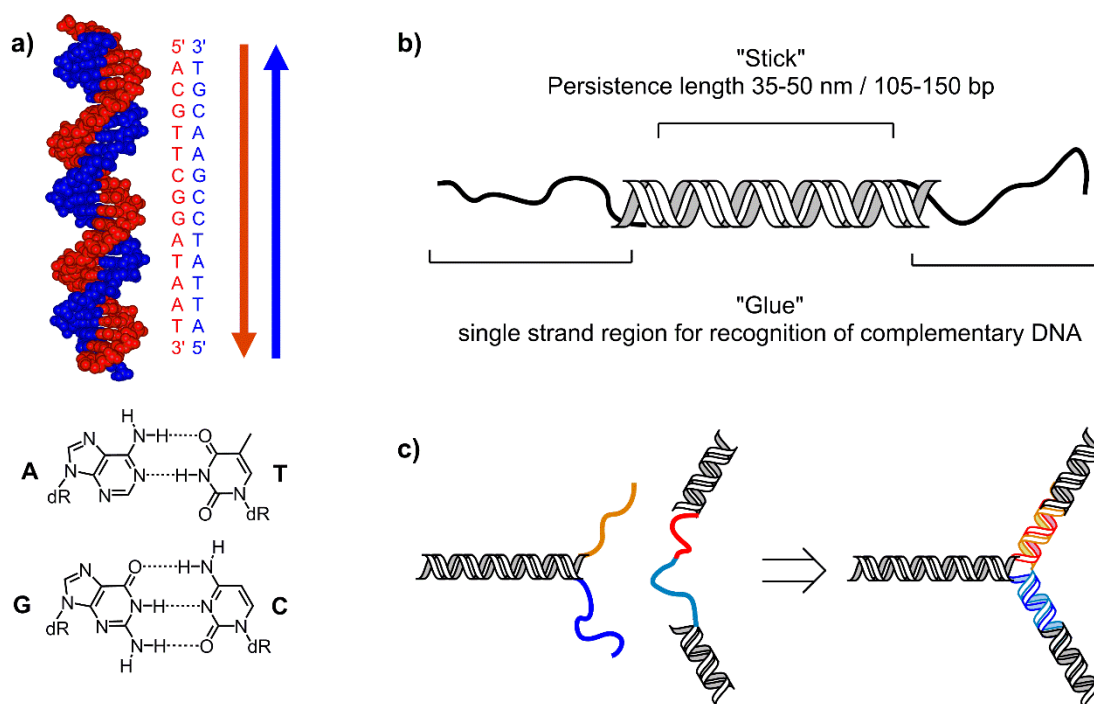 a)
5' 3'
A T
C G
G C
T A
T A
C G
G C
G C
A T
T A
A T
A T
T A
3' 5'
H
N H O
N
A N H N T
N N N
dR O dR
H
O H N
N
G N H N C
N N N
dR N H O dR
H
b)
"Stick"
Persistence length 35-50 nm / 105-150 bp
"Glue"
single strand region for recognition of complementary DNA
c)